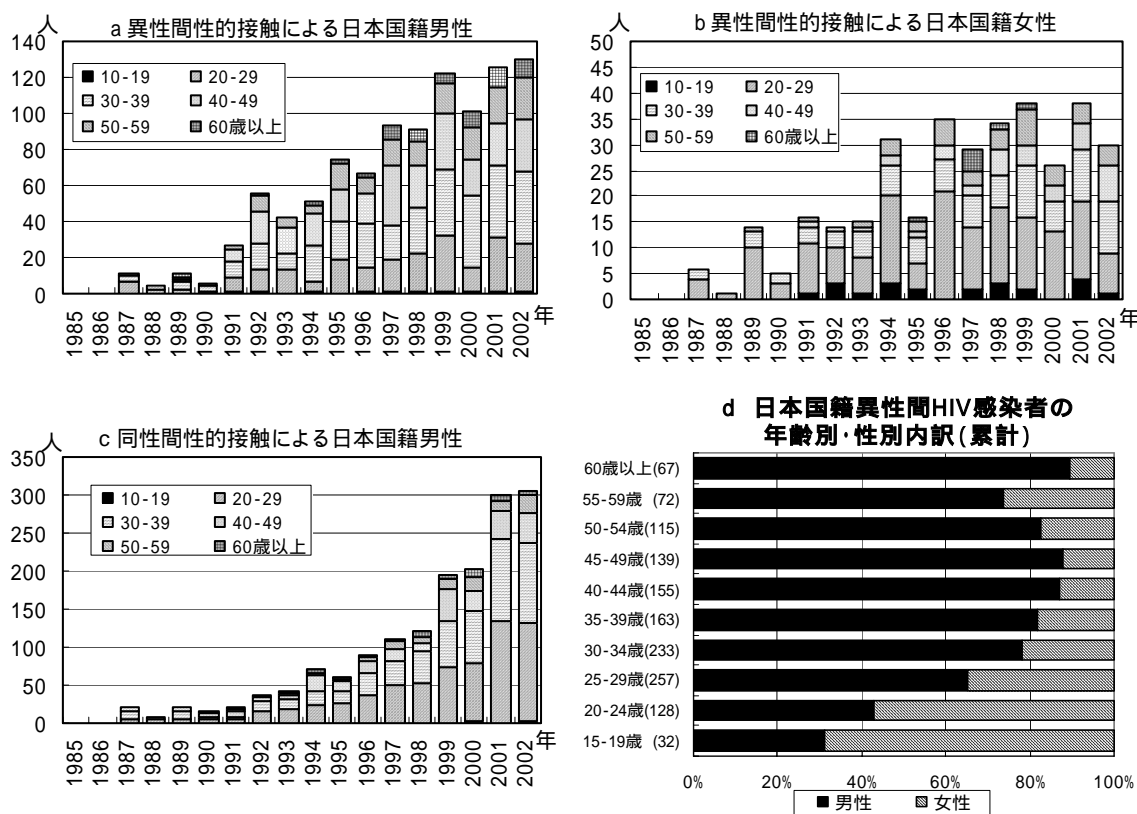 人
a 異性間性的接触による日本国籍男性
140
120
100
80
60
40
20
0
10-19 20-29
30-39 40-49
50-59 60歳以上
1985 1986 1987 1988 1989 1990 1991 1992 1993 1994 1995 1996 1997 1998 1999 2000 2001 2002 年
人
b 異性間性的接触による日本国籍女性
50
45
40
35
30
25
20
15
10
5
0
10-19 20-29
30-39 40-49
50-59 60歳以上
1985 1986 1987 1988 1989 1990 1991 1992 1993 1994 1995 1996 1997 1998 1999 2000 2001 2002 年
人
c 同性間性的接触による日本国籍男性
350
300
250
200
150
100
50
0
10-19 20-29
30-39 40-49
50-59 60歳以上
1985 1986 1987 1988 1989 1990 1991 1992 1993 1994 1995 1996 1997 1998 1999 2000 2001 2002 年
d 日本国籍異性間HIV感染者の
年齢別･性別内訳(累計)
60歳以上(67)
55-59歳 (72)
50-54歳(115)
45-49歳(139)
40-44歳(155)
35-39歳(163)
30-34歳(233)
25-29歳(257)
20-24歳(128)
15-19歳 (32)
0% 20% 40% 60% 80% 100%
男性 女性